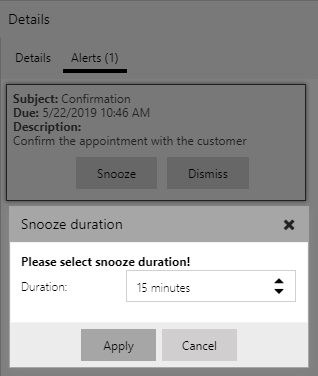 Details
Details Alerts (1)
Subject: Confirmation
Due: 5/22/2019 10:46 AM
Description:
Confirm the appointment with the customer
Snooze Dismiss
Snooze duration
Please select snooze duration!
Duration: 15 minutes
Apply Cancel